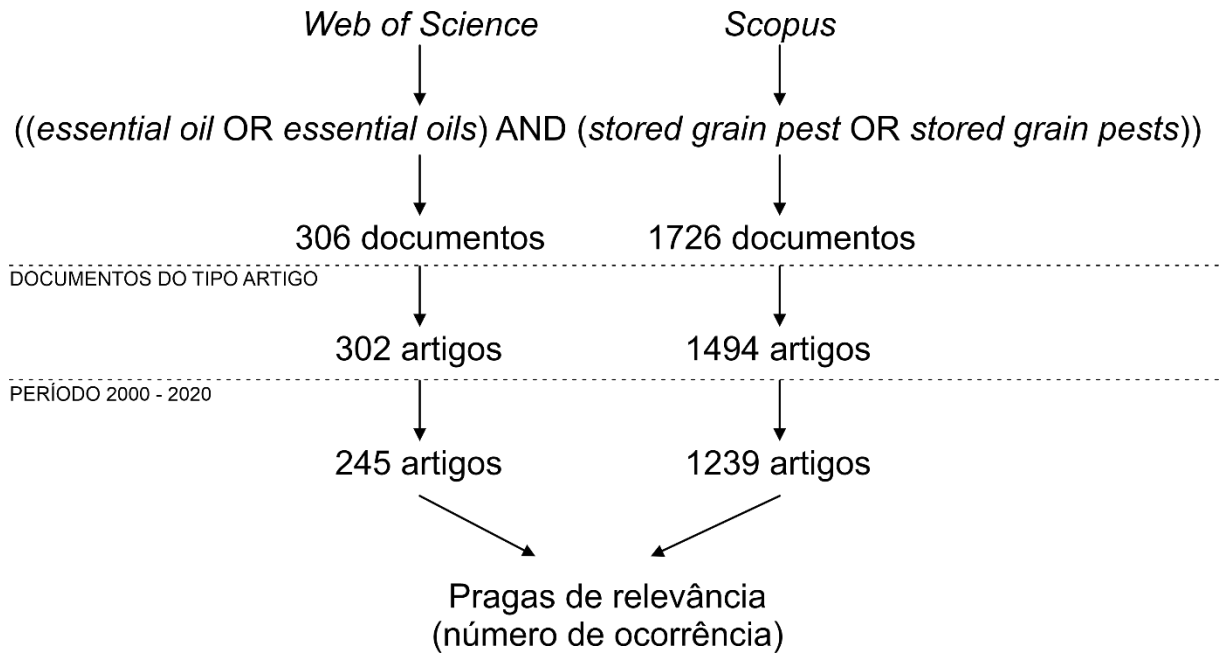 Web of Science Scopus
((essential oil OR essential oils) AND (stored grain pest OR stored grain pests))
306 documentos 1726 documentos
DOCUMENTOS DO TIPO ARTIGO
302 artigos 1494 artigos
PERÍODO 2000 - 2020
245 artigos 1239 artigos
Pragas de relevância
(número de ocorrência)